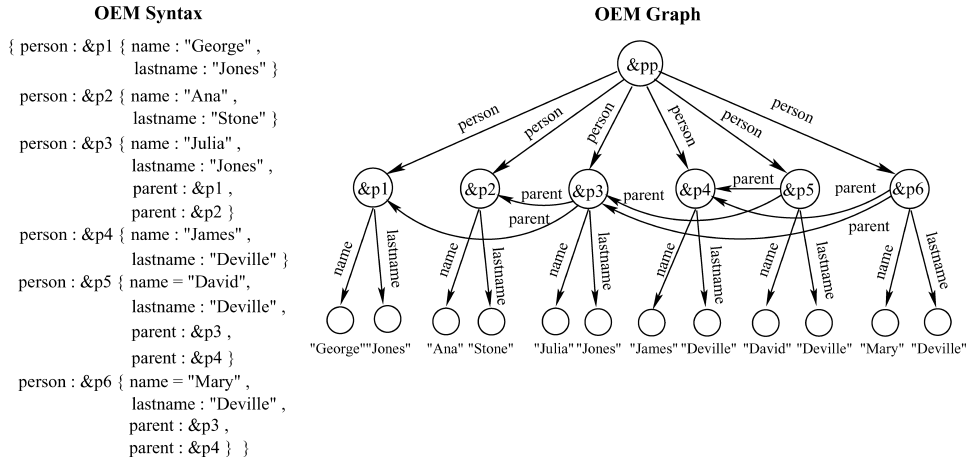 OEM Syntax
{ person : &p1 { name : "George" ,
lastname : "Jones" }
person : &p2 { name : "Ana" ,
lastname : "Stone" }
person : &p3 { name : "Julia" ,
lastname : "Jones" ,
parent : &p1 ,
parent : &p2 }
person : &p4 { name : "James" ,
lastname : "Deville" }
person : &p5 { name = "David",
lastname : "Deville" ,
parent : &p3 ,
parent : &p4 }
person : &p6 { name = "Mary" ,
lastname : "Deville" ,
parent : &p3 ,
parent : &p4 } }
OEM Graph
&pp
person person person person person person
&p1 &p2 &p3 &p4 &p5 &p6
parent parent parent parent parent parent
name lastname name lastname name lastname name lastname name lastname name lastname
"George" "Jones" "Ana" "Stone" "Julia" "Jones" "James" "Deville" "David" "Deville" "Mary" "Deville"